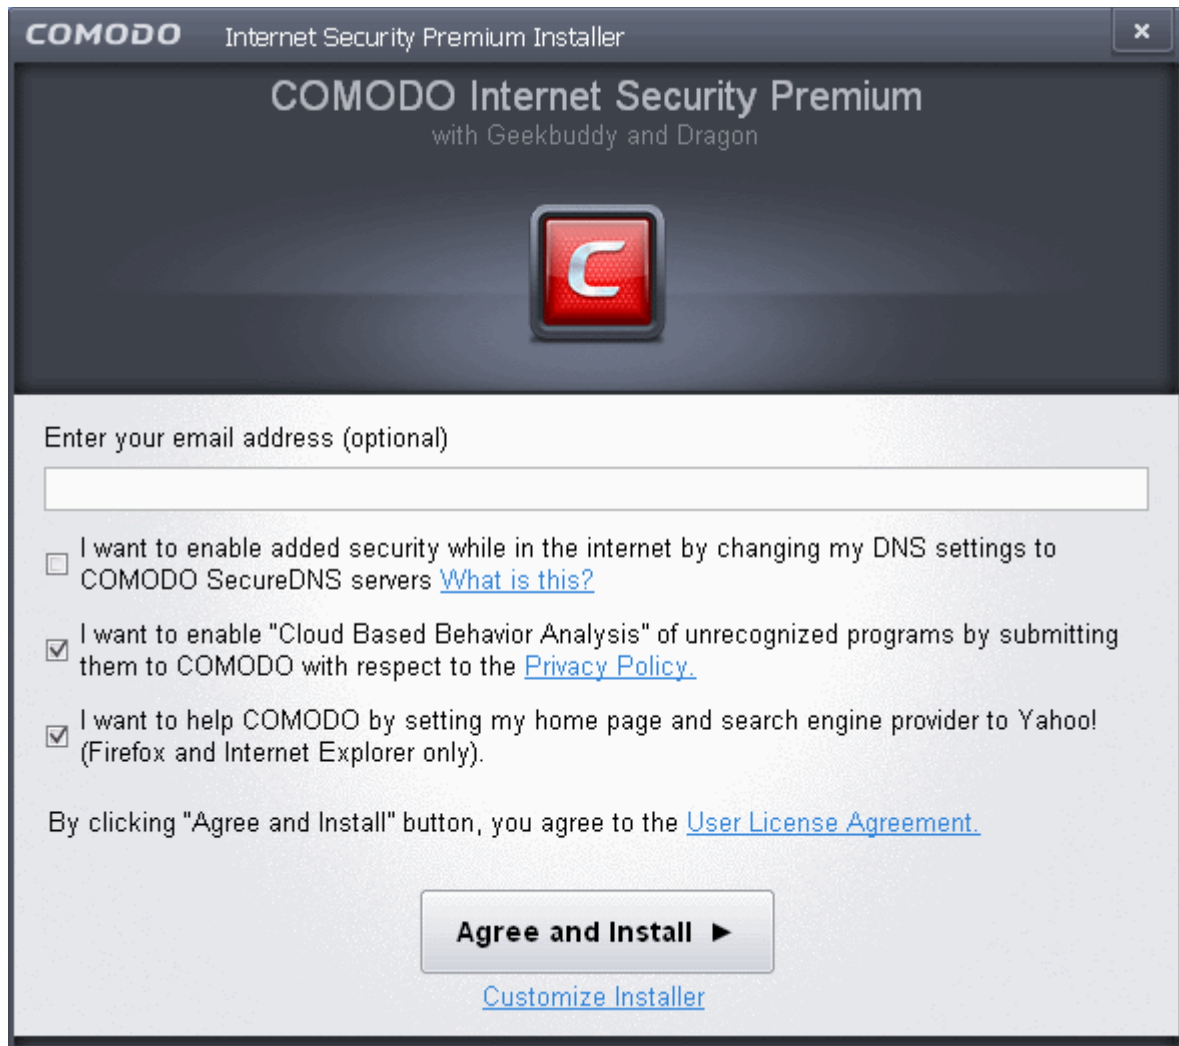 COMODO Internet Security Premium Installer
COMODO Internet Security Premium
with Geekbuddy and Dragon
C
Enter your email address (optional)
I want to enable added security while in the internet by changing my DNS settings to
COMODO SecureDNS servers What is this?
I want to enable "Cloud Based Behavior Analysis" of unrecognized programs by submitting
them to COMODO with respect to the Privacy Policy.
I want to help COMODO by setting my home page and search engine provider to Yahoo!
(Firefox and Internet Explorer only).
By clicking "Agree and Install" button, you agree to the User License Agreement.
Agree and Install
Customize Installer